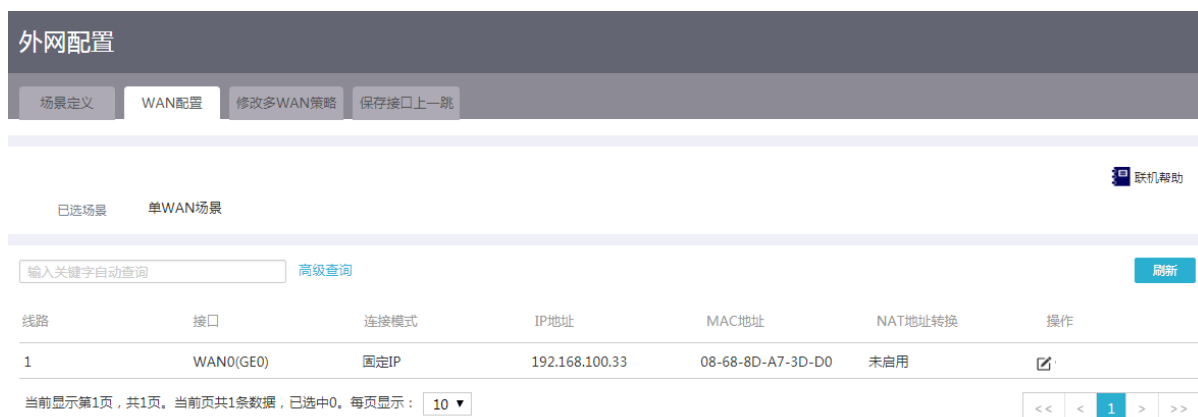 外网配置
场景定义 WAN配置 修改多WAN策略 保存接口上一跳
联机帮助
已选场景 单WAN场景
输入关键字自动查询 高级查询 刷新
线路 接口 连接模式 IP地址 MAC地址 NAT地址转换 操作
1 WAN0(GE0) 固定IP 192.168.100.33 08-68-8D-A7-3D-D0 未启用
当前显示第1页，共1页。当前页共1条数据，已选中0。每页显示： 10 ▼ << < 1 > >>